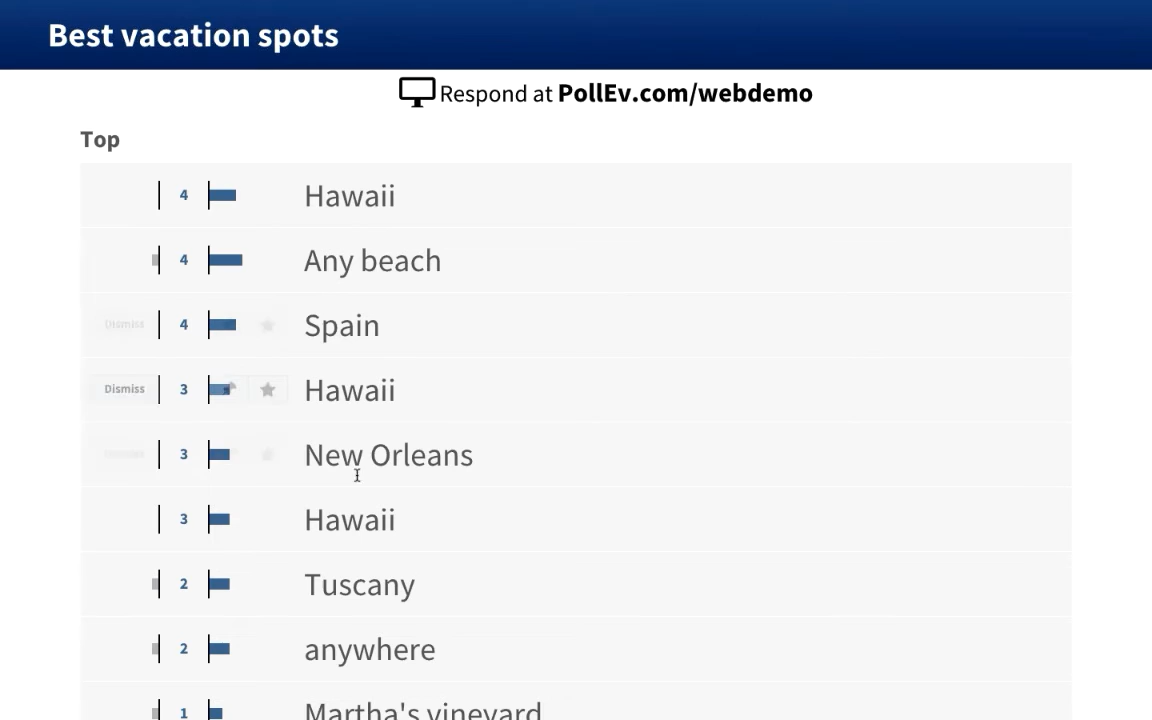 Best vacation spots
Respond at PollEv.com/webdemo
Top
4 Hawaii
4 Any beach
Dismiss 4 Spain
Dismiss 3 Hawaii
3 New Orleans
3 Hawaii
2 Tuscany
2 anywhere
1 Martha's vineyard